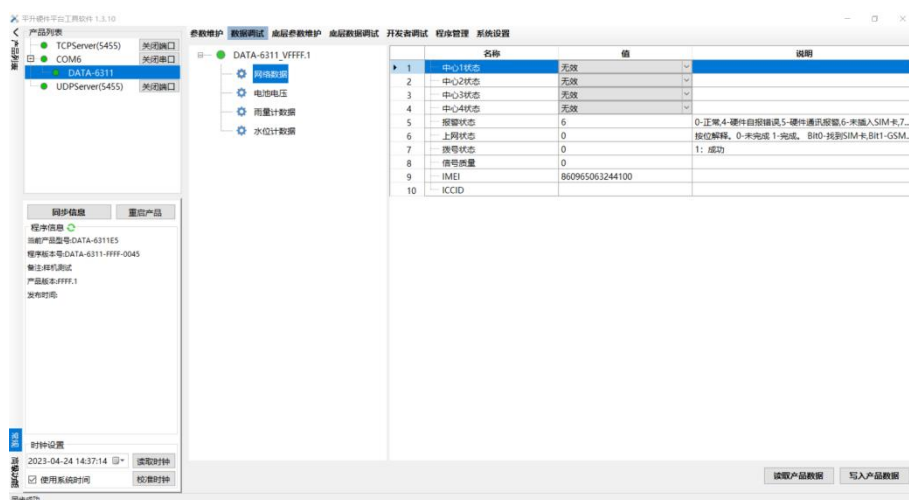 平升硬件平台工具软件 1.3.10
产品列表
TCPServer(5455) 关闭端口
COM6 关闭串口
DATA-6311
UDPServer(5455) 关闭端口
同步信息 重启产品
程序信息
当前产品型号:DATA-6311E5
程序版本号:DATA-6311-FFFF-0045
备注:样机测试
产品版本:FFFF.1
发布时间:
时钟设置
2023-04-24 14:37:14 读取时钟
使用系统时间 校准时钟
同步成功
参数维护 数据调试 底层参数维护 底层数据调试 开发者调试 程序管理 系统设置
DATA-6311_VFFFF.1
网络数据
电池电压
雨量计数据
水位计数据
名称 值 说明
1 中心1状态 无效
2 中心2状态 无效
3 中心3状态 无效
4 中心4状态 无效
5 报警状态 6 0-正常,4-硬件自报错误,5-硬件通讯报警,6-未插入SIM卡,7...
6 上网状态 0 按位解释。0-未完成 1-完成。 Bit0-找到SIM卡,Bit1-GSM...
7 拨号状态 0 1：成功
8 信号质量 0
9 IMEI 860965063244100
10 ICCID
读取产品数据 写入产品数据